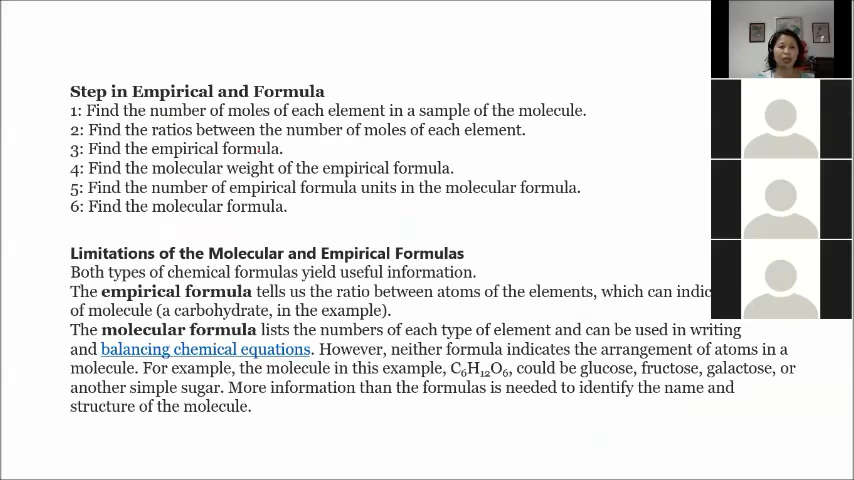 Step in Empirical and Formula
1: Find the number of moles of each element in a sample of the molecule.
2: Find the ratios between the number of moles of each element.
3: Find the empirical formula.
4: Find the molecular weight of the empirical formula.
5: Find the number of empirical formula units in the molecular formula.
6: Find the molecular formula.
Limitations of the Molecular and Empirical Formulas
Both types of chemical formulas yield useful information.
The empirical formula tells us the ratio between atoms of the elements, which can indic
of molecule (a carbohydrate, in the example).
The molecular formula lists the numbers of each type of element and can be used in writing
and balancing chemical equations. However, neither formula indicates the arrangement of atoms in a
molecule. For example, the molecule in this example, C₆H₁₂O₆, could be glucose, fructose, galactose, or
another simple sugar. More information than the formulas is needed to identify the name and
structure of the molecule.